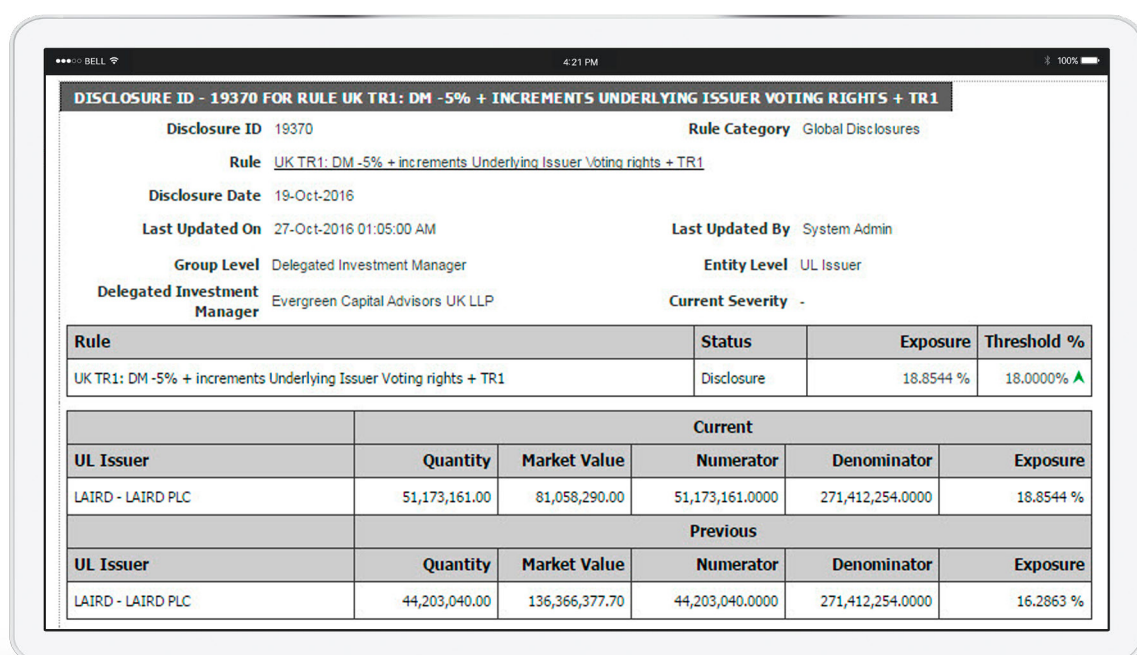 BELL 4:21 PM 100%
DISCLOSURE ID - 19370 FOR RULE UK TR1: DM -5% + INCREMENTS UNDERLYING ISSUER VOTING RIGHTS + TR1
Disclosure ID 19370 Rule Category Global Disclosures
Rule UK TR1: DM -5% + increments Underlying Issuer Voting rights + TR1
Disclosure Date 19-Oct-2016
Last Updated On 27-Oct-2016 01:05:00 AM Last Updated By System Admin
Group Level Delegated Investment Manager Entity Level UL Issuer
Delegated Investment Manager Evergreen Capital Advisors UK LLP Current Severity -
Rule Status Exposure Threshold %
UK TR1: DM -5% + increments Underlying Issuer Voting rights + TR1 Disclosure 18.8544 % 18.0000%
Current
UL Issuer Quantity Market Value Numerator Denominator Exposure
LAIRD - LAIRD PLC 51,173,161.00 81,058,290.00 51,173,161.0000 271,412,254.0000 18.8544 %
Previous
UL Issuer Quantity Market Value Numerator Denominator Exposure
LAIRD - LAIRD PLC 44,203,040.00 136,366,377.70 44,203,040.0000 271,412,254.0000 16.2863 %